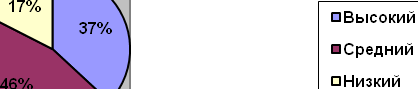 17%
37%
46%
Высокий
Средний
Низкий